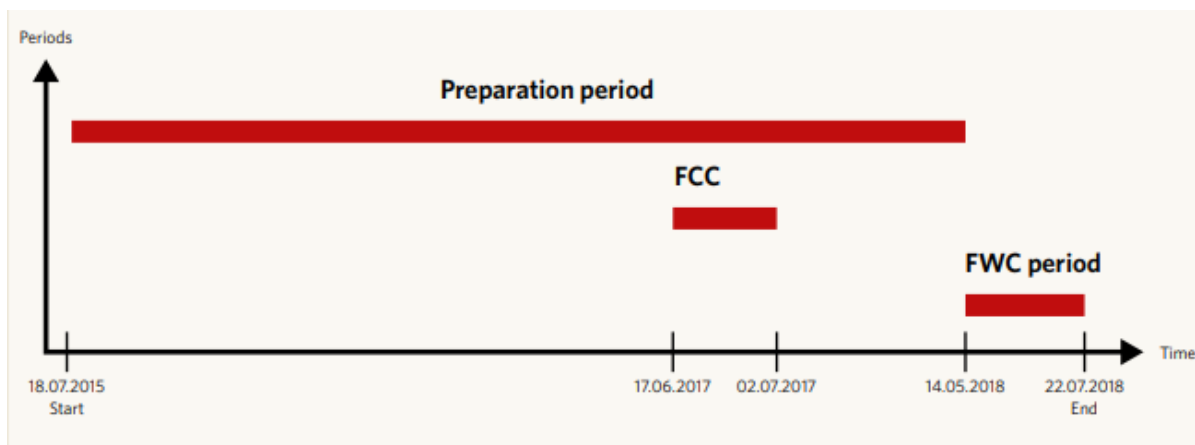 Periods
Preparation period
FCC
FWC period
Time
18.07.2015
17.06.2017
02.07.2017
14.05.2018
22.07.2018
Start
End